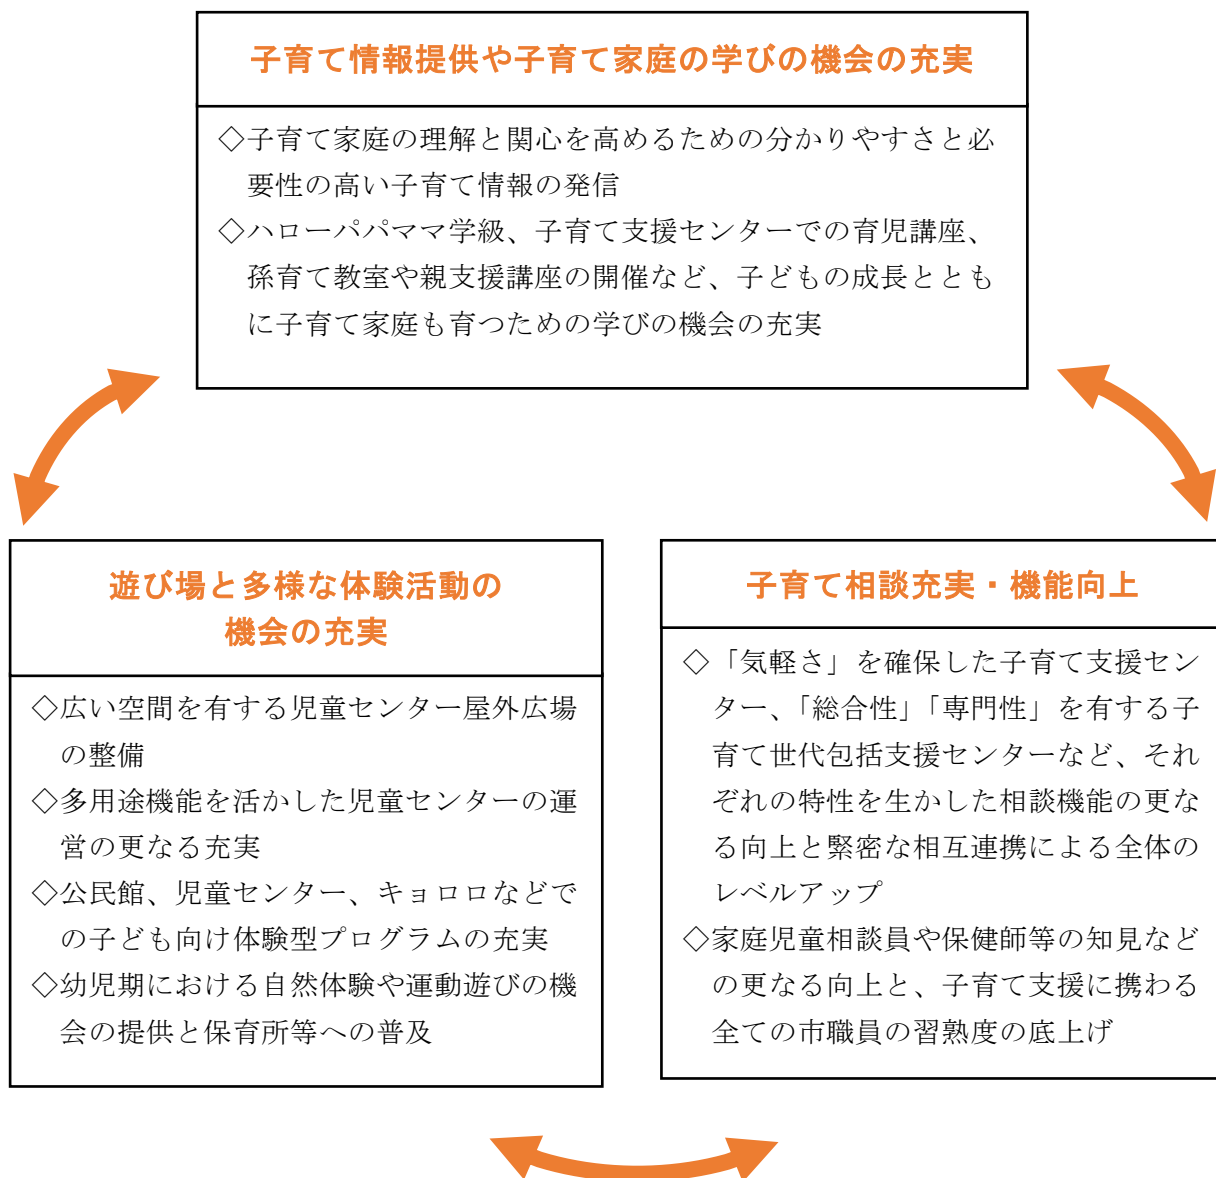 子育て情報提供や子育て家庭の学びの機会の充実
◇子育て家庭の理解と関心を高めるための分かりやすさと必
要性の高い子育て情報の発信
◇ハローパパママ学級、子育て支援センターでの育児講座、
孫育て教室や親支援講座の開催など、子どもの成長ととも
に子育て家庭も育つための学びの機会の充実
遊び場と多様な体験活動の
機会の充実
◇広い空間を有する児童センター屋外広場
の整備
◇多用途機能を活かした児童センターの運
営の更なる充実
◇公民館、児童センター、キョロロなどで
の子ども向け体験型プログラムの充実
◇幼児期における自然体験や運動遊びの機
会の提供と保育所等への普及
子育て相談充実・機能向上
◇「気軽さ」を確保した子育て支援セン
ター、「総合性」「専門性」を有する子
育て世代包括支援センターなど、それ
ぞれの特性を生かした相談機能の更な
る向上と緊密な相互連携による全体の
レベルアップ
◇家庭児童相談員や保健師等の知見など
の更なる向上と、子育て支援に携わる
全ての市職員の習熟度の底上げ